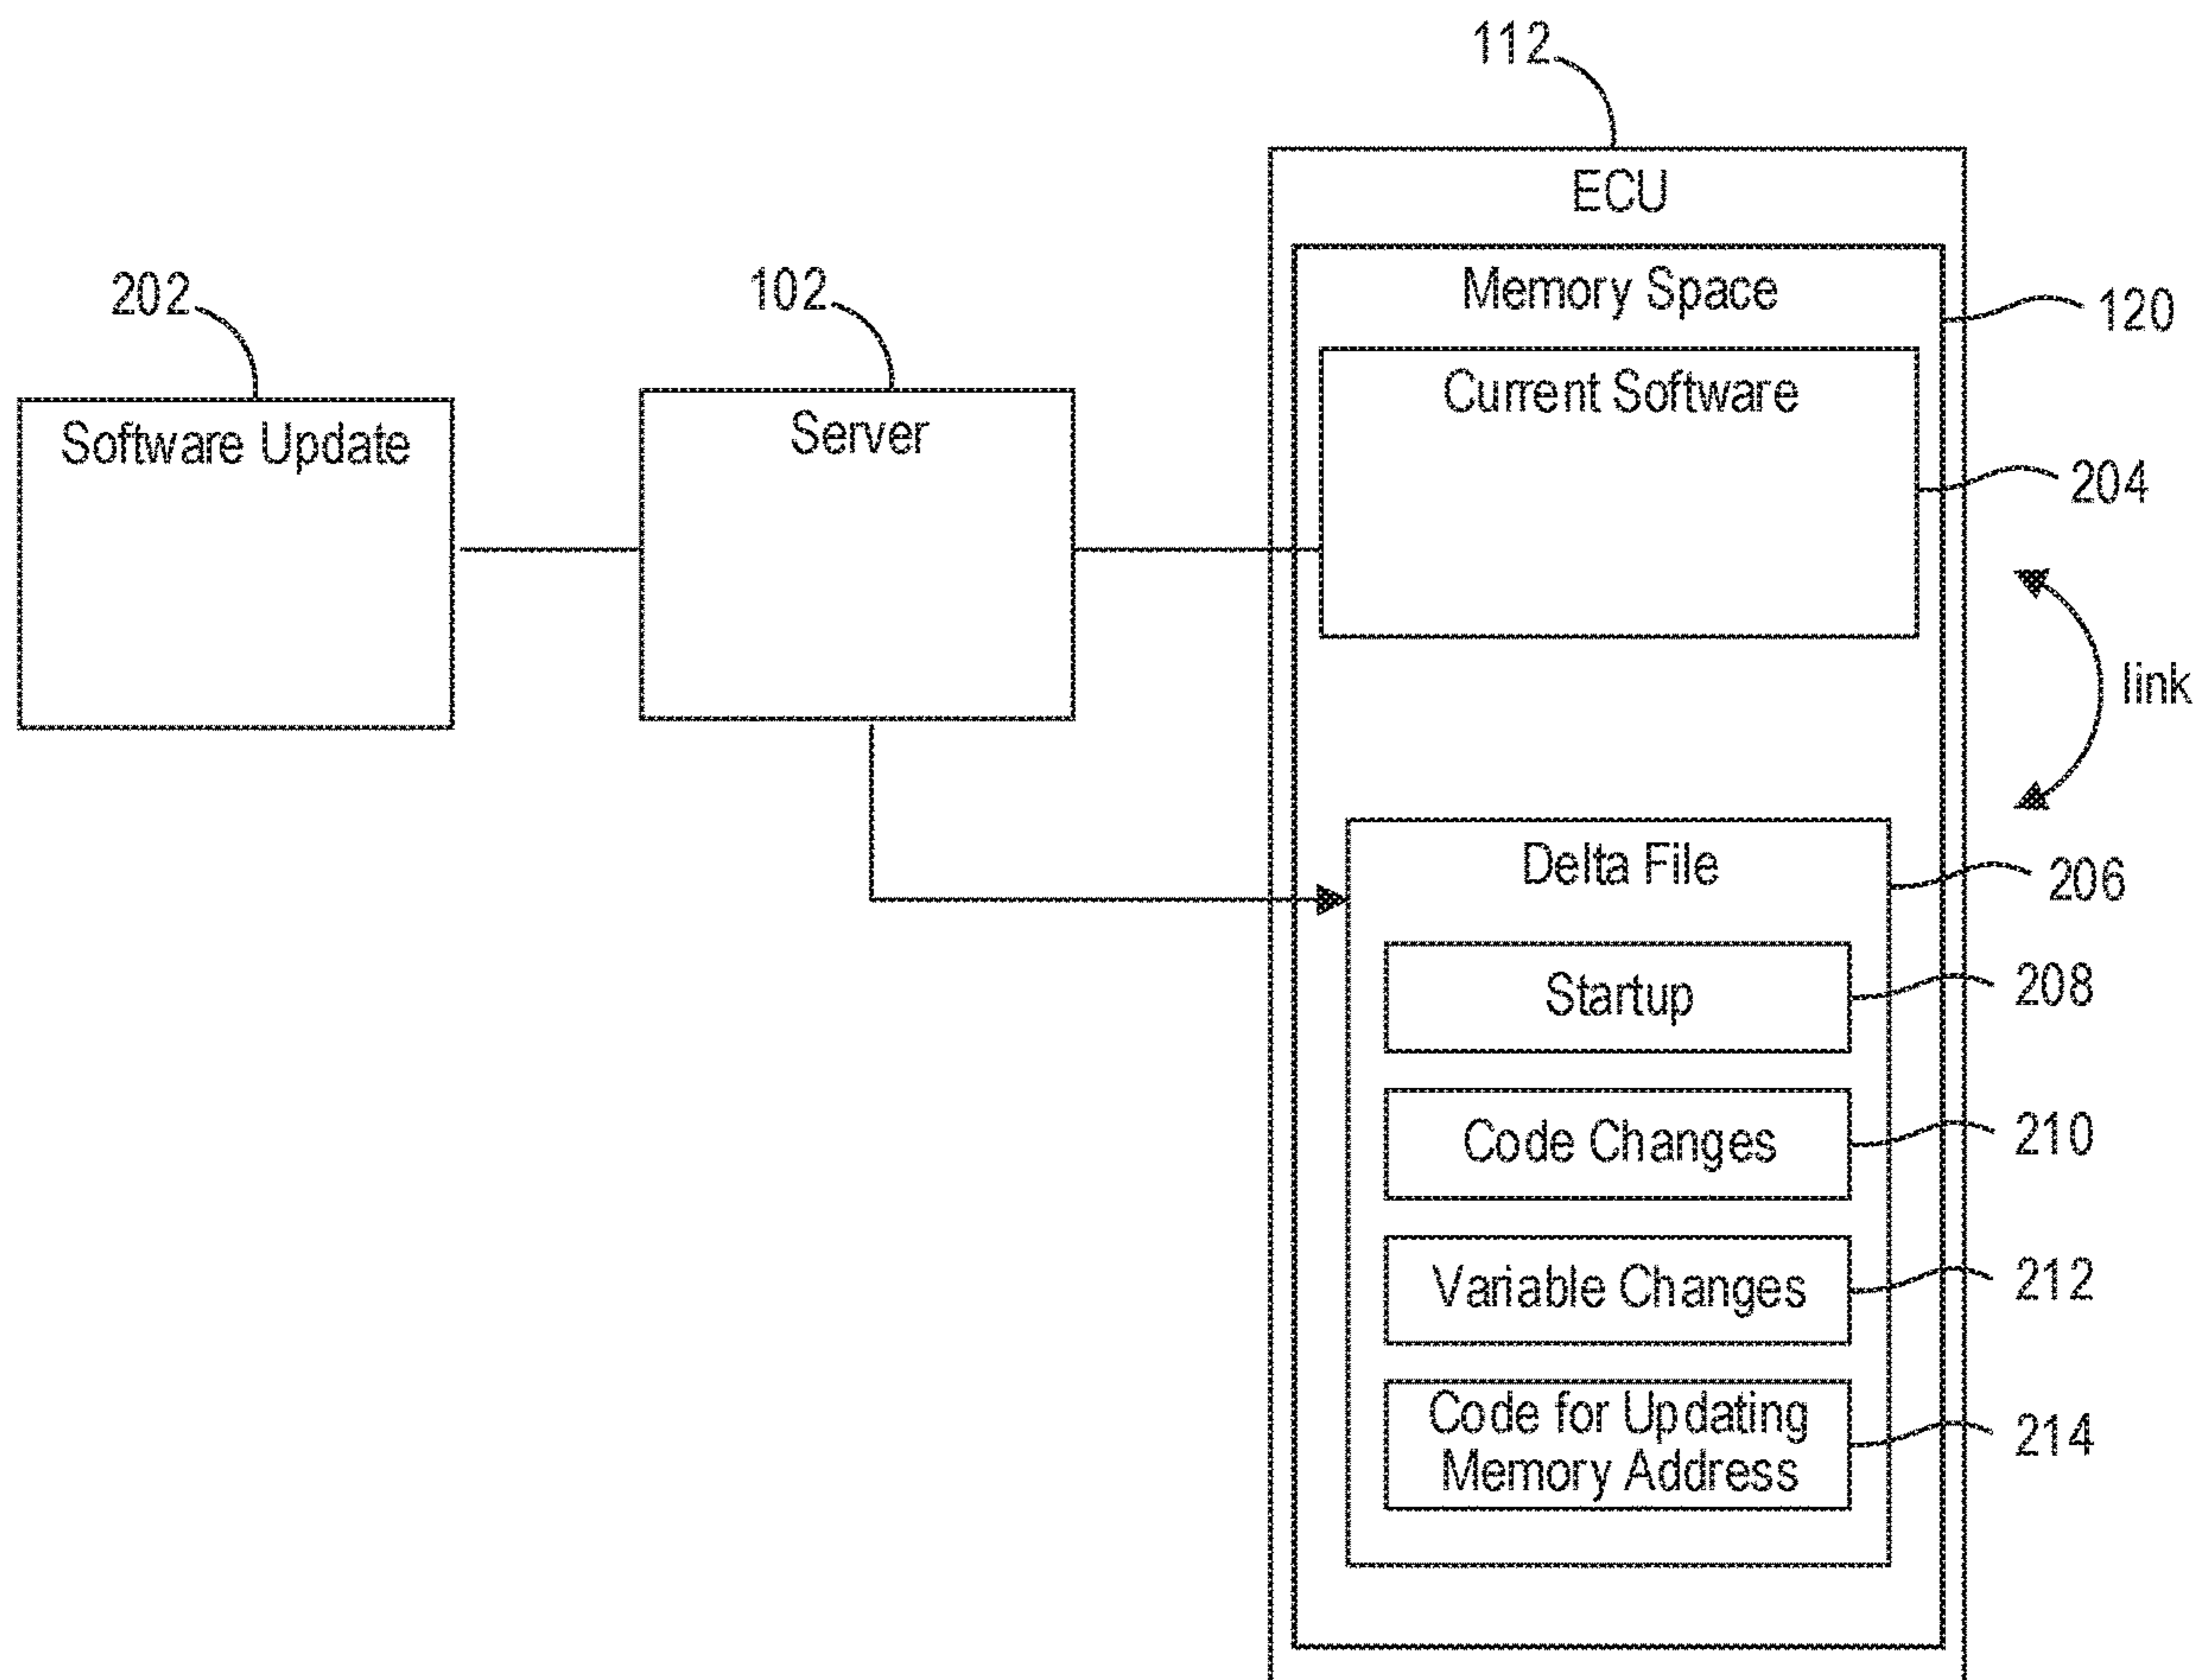 112
ECU
202
102
Memory Space
120
Software Update
Server
Current Software
204
link
Delta File
206
Startup
208
Code Changes
210
Variable Changes
212
Code for Updating
Memory Address
214